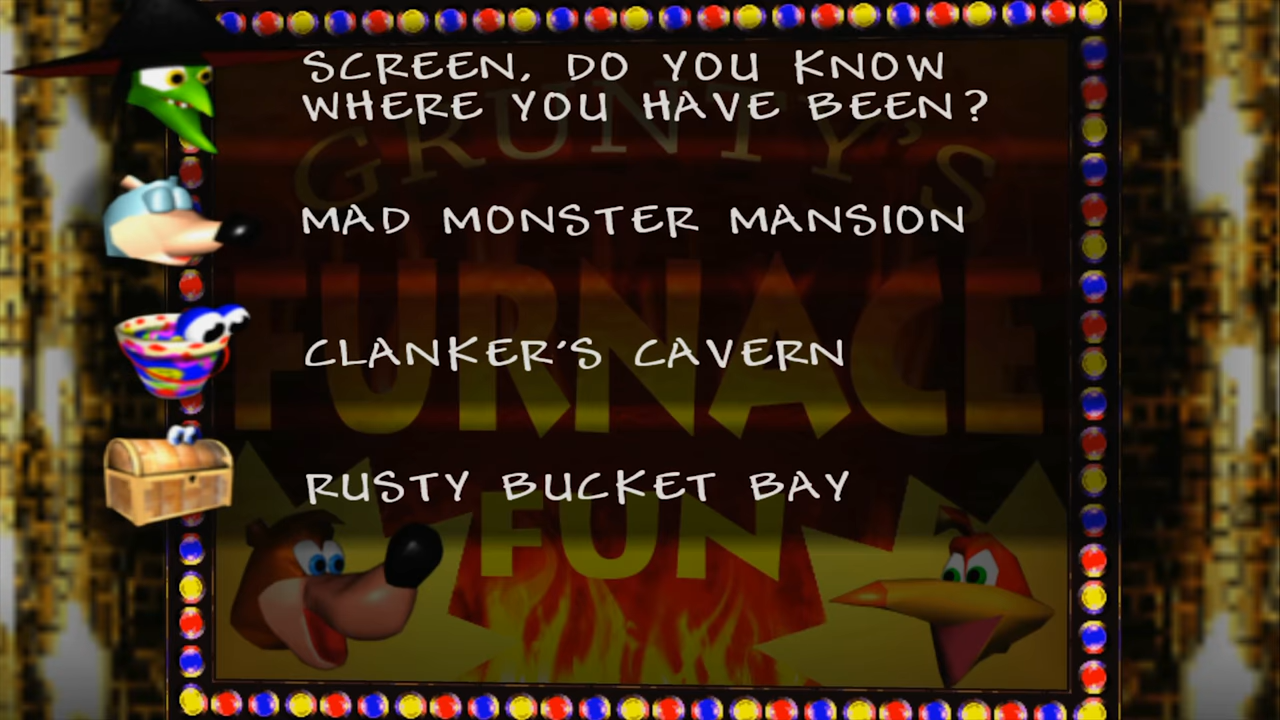 SCREEN, DO YOU KNOW
WHERE YOU HAVE BEEN?
GRUNTY'S
MAD MONSTER MANSION
FURNACE
CLANKER'S CAVERN
RUSTY BUCKET BAY
FUN